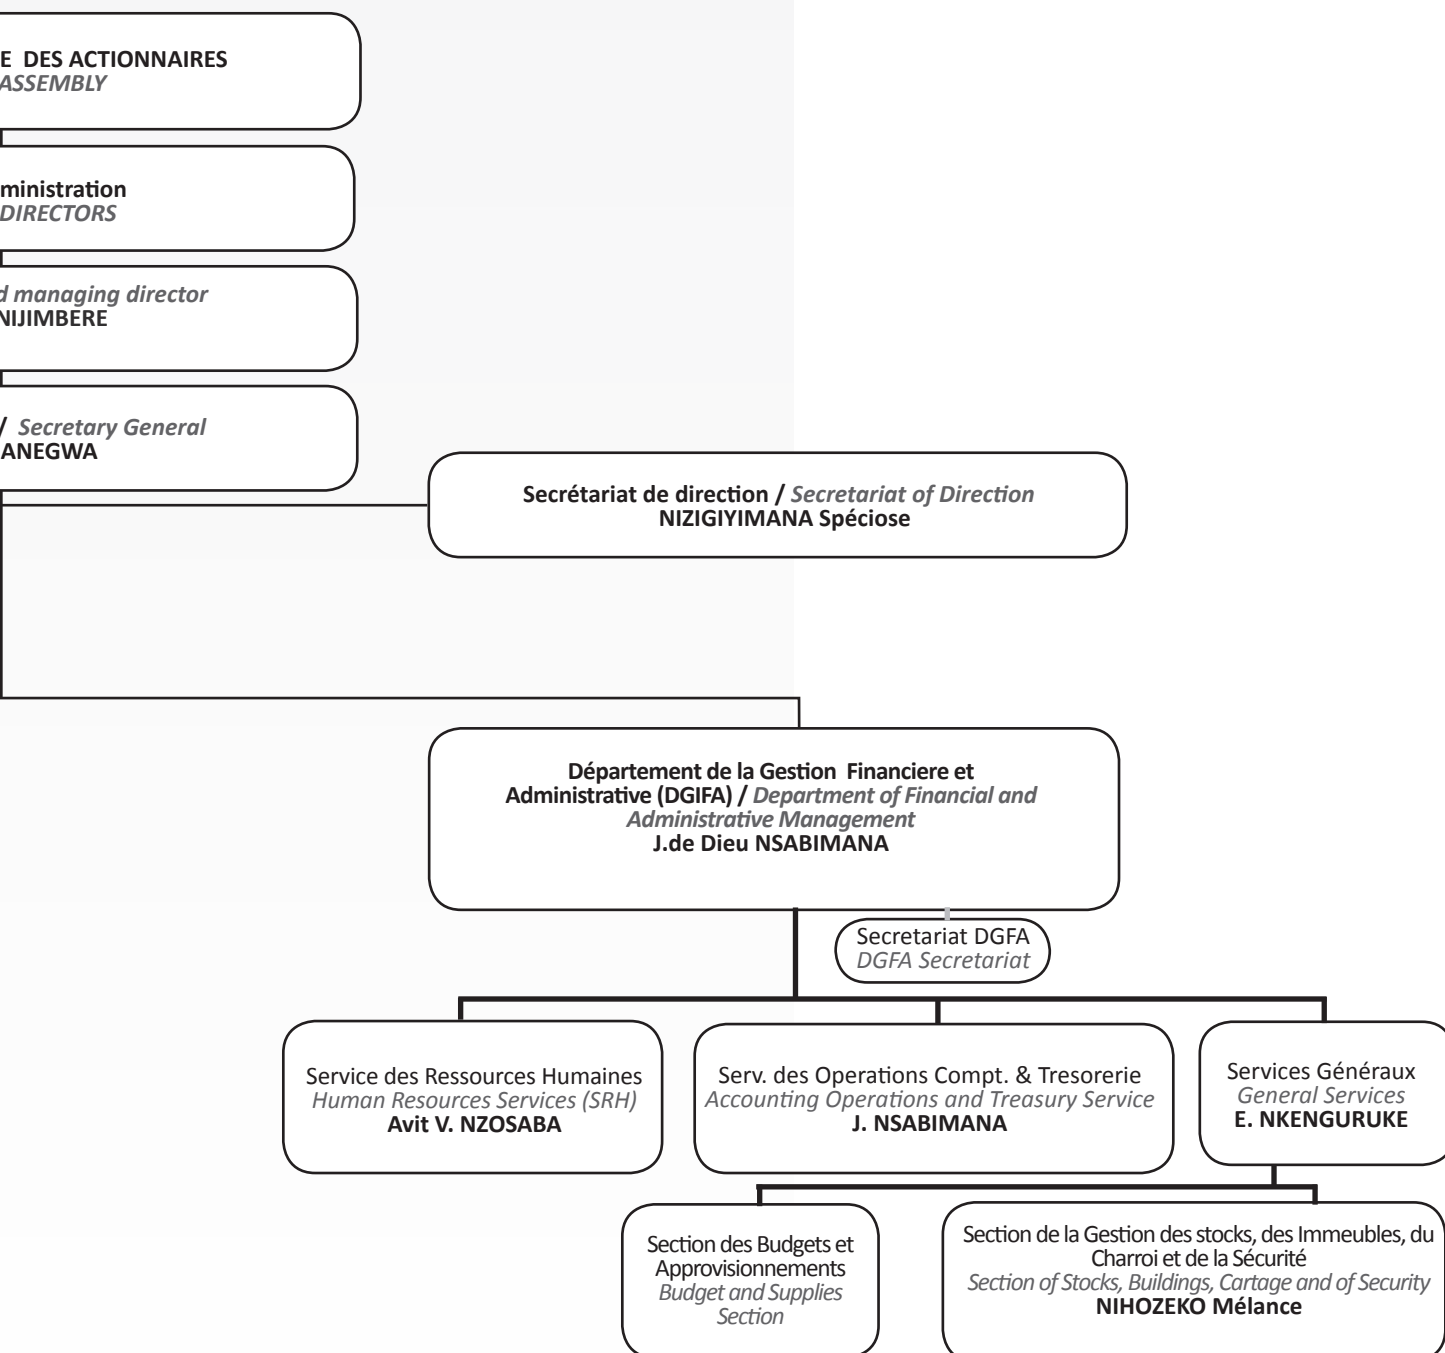 E DES ACTIONNAIRES
ASSEMBLY
ministration
DIRECTORS
d managing director
NIJIMBERE
/ Secretary General
ANEGWA
Secrétariat de direction / Secretariat of Direction
NIZIGIYIMANA Spéciose
Département de la Gestion Financiere et
Administrative (DGIFA) / Department of Financial and
Administrative Management
J.de Dieu NSABIMANA
Secretariat DGFA
DGFA Secretariat
Service des Ressources Humaines
Human Resources Services (SRH)
Avit V. NZOSABA
Serv. des Operations Compt. & Tresorerie
Accounting Operations and Treasury Service
J. NSABIMANA
Services Généraux
General Services
E. NKENGURUKE
Section des Budgets et
Approvisionnements
Budget and Supplies
Section
Section de la Gestion des stocks, des Immeubles, du
Charroi et de la Sécurité
Section of Stocks, Buildings, Cartage and of Security
NIHOZEKO Mélance